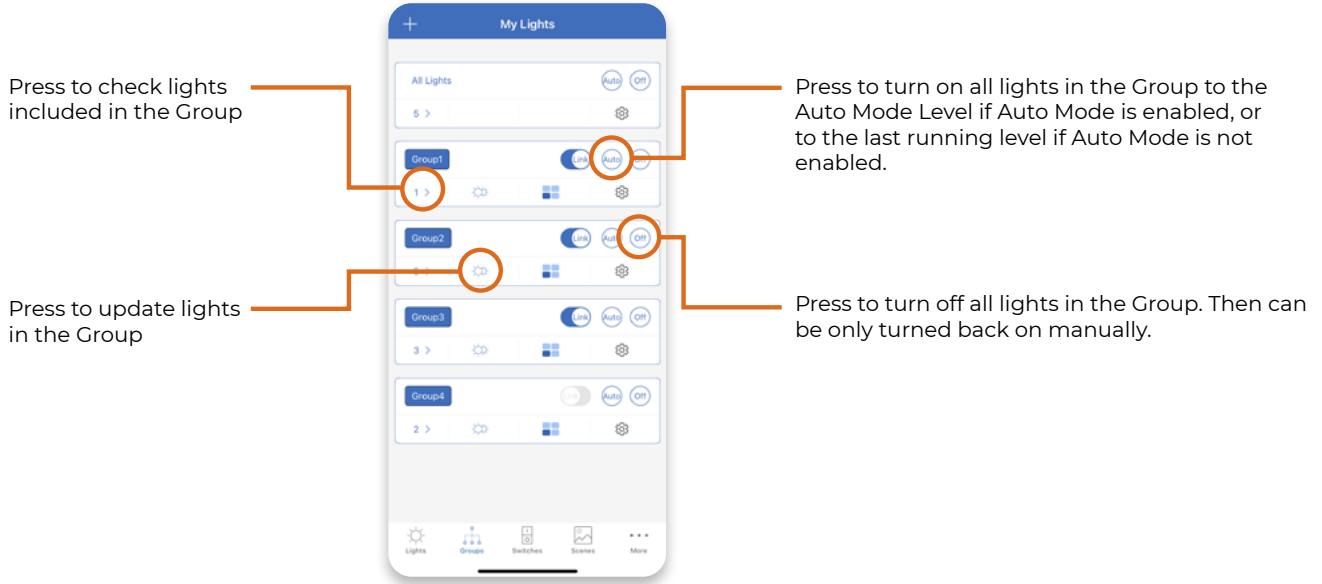 My Lights
All Lights
Auto
Off
5 >
Press to check lights
included in the Group
Press to turn on all lights in the Group to the
Auto Mode Level if Auto Mode is enabled, or
to the last running level if Auto Mode is not
enabled.
Group1
Link
Auto
Off
1 >
Group2
Link
Auto
Off
Press to update lights
in the Group
Press to turn off all lights in the Group. Then can
be only turned back on manually.
Group3
Link
Auto
Off
3 >
Group4
Link
Auto
Off
2 >
Lights
Groups
Switches
Scenes
More